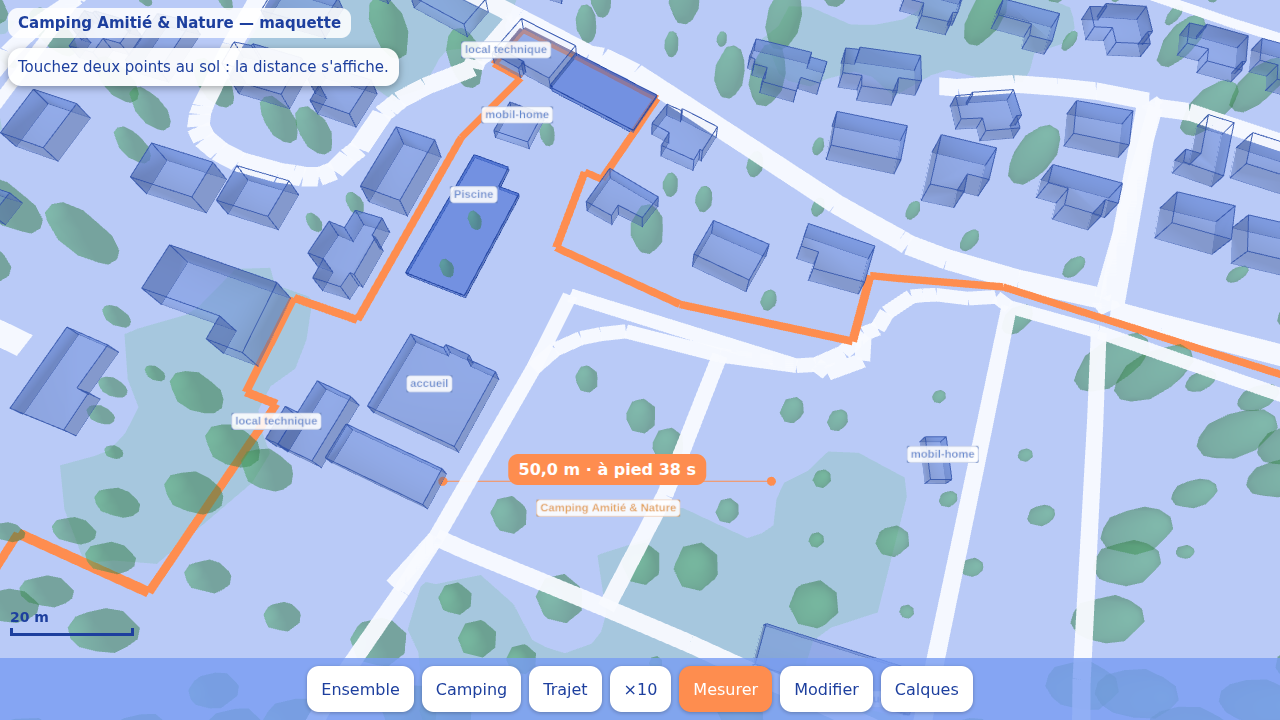 Camping Amitié & Nature — maquette
Touchez deux points au sol : la distance s'affiche.
local technique
mobil-home
Piscine
accueil
local technique
mobil-home
50,0 m · à pied 38 s
Camping Amitié & Nature
20 m
Ensemble
Camping
Trajet
×10
Mesurer
Modifier
Calques